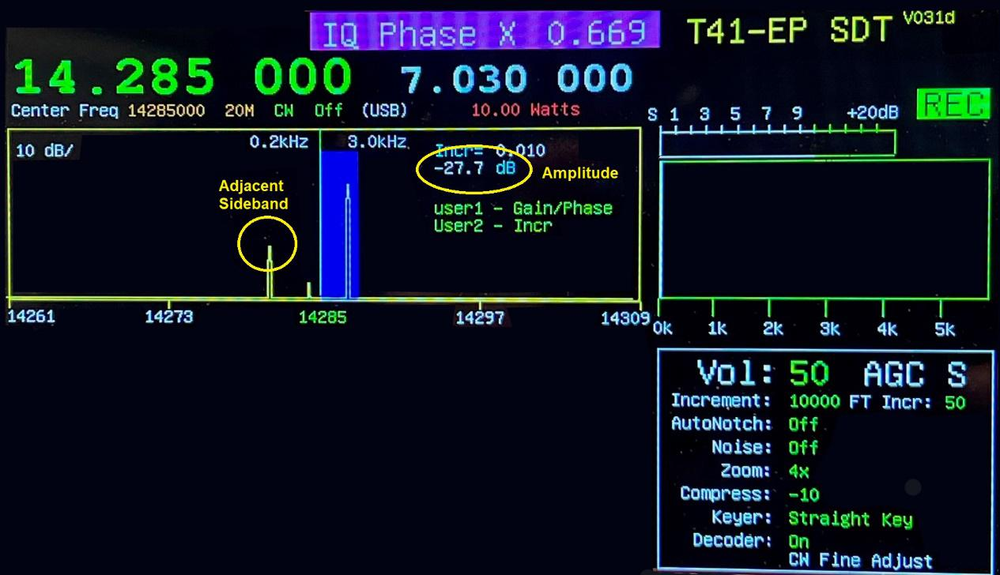 IQ Phase X 0.669
T41-EP SDT V031d
14.285 000 7.030 000
Center Freq 14285000 20M CW Off (USB) 10.00 Watts
S 1 3 5 7 9 +20dB
REC
10 dB/
0.2kHz 3.0kHz
Incr= 0.010
-27.7 dB
Amplitude
Adjacent
Sideband
user1 - Gain/Phase
User2 - Incr
14261 14273 14285 14297 14309
0k 1k 2k 3k 4k 5k
Vol: 50 AGC S
Increment: 10000 FT Incr: 50
AutoNotch: Off
Noise: Off
Zoom: 4x
Compress: -10
Keyer: Straight Key
Decoder: On
CW Fine Adjust